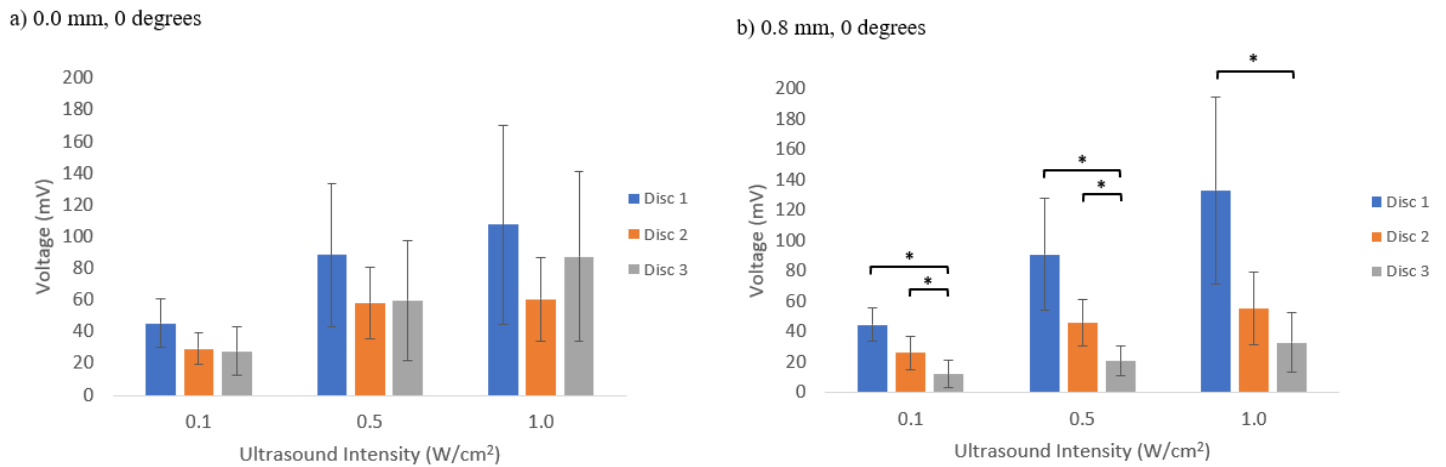 a) 0.0 mm, 0 degrees
200
180
160
140
120
100
80
60
40
20
0
Voltage (mV)
0.1
0.5
1.0
Ultrasound Intensity (W/cm²)
Disc 1
Disc 2
Disc 3
b) 0.8 mm, 0 degrees
200
180
160
140
120
100
80
60
40
20
0
Voltage (mV)
*
*
*
*
*
0.1
0.5
1.0
Ultrasound Intensity (W/cm²)
Disc 1
Disc 2
Disc 3